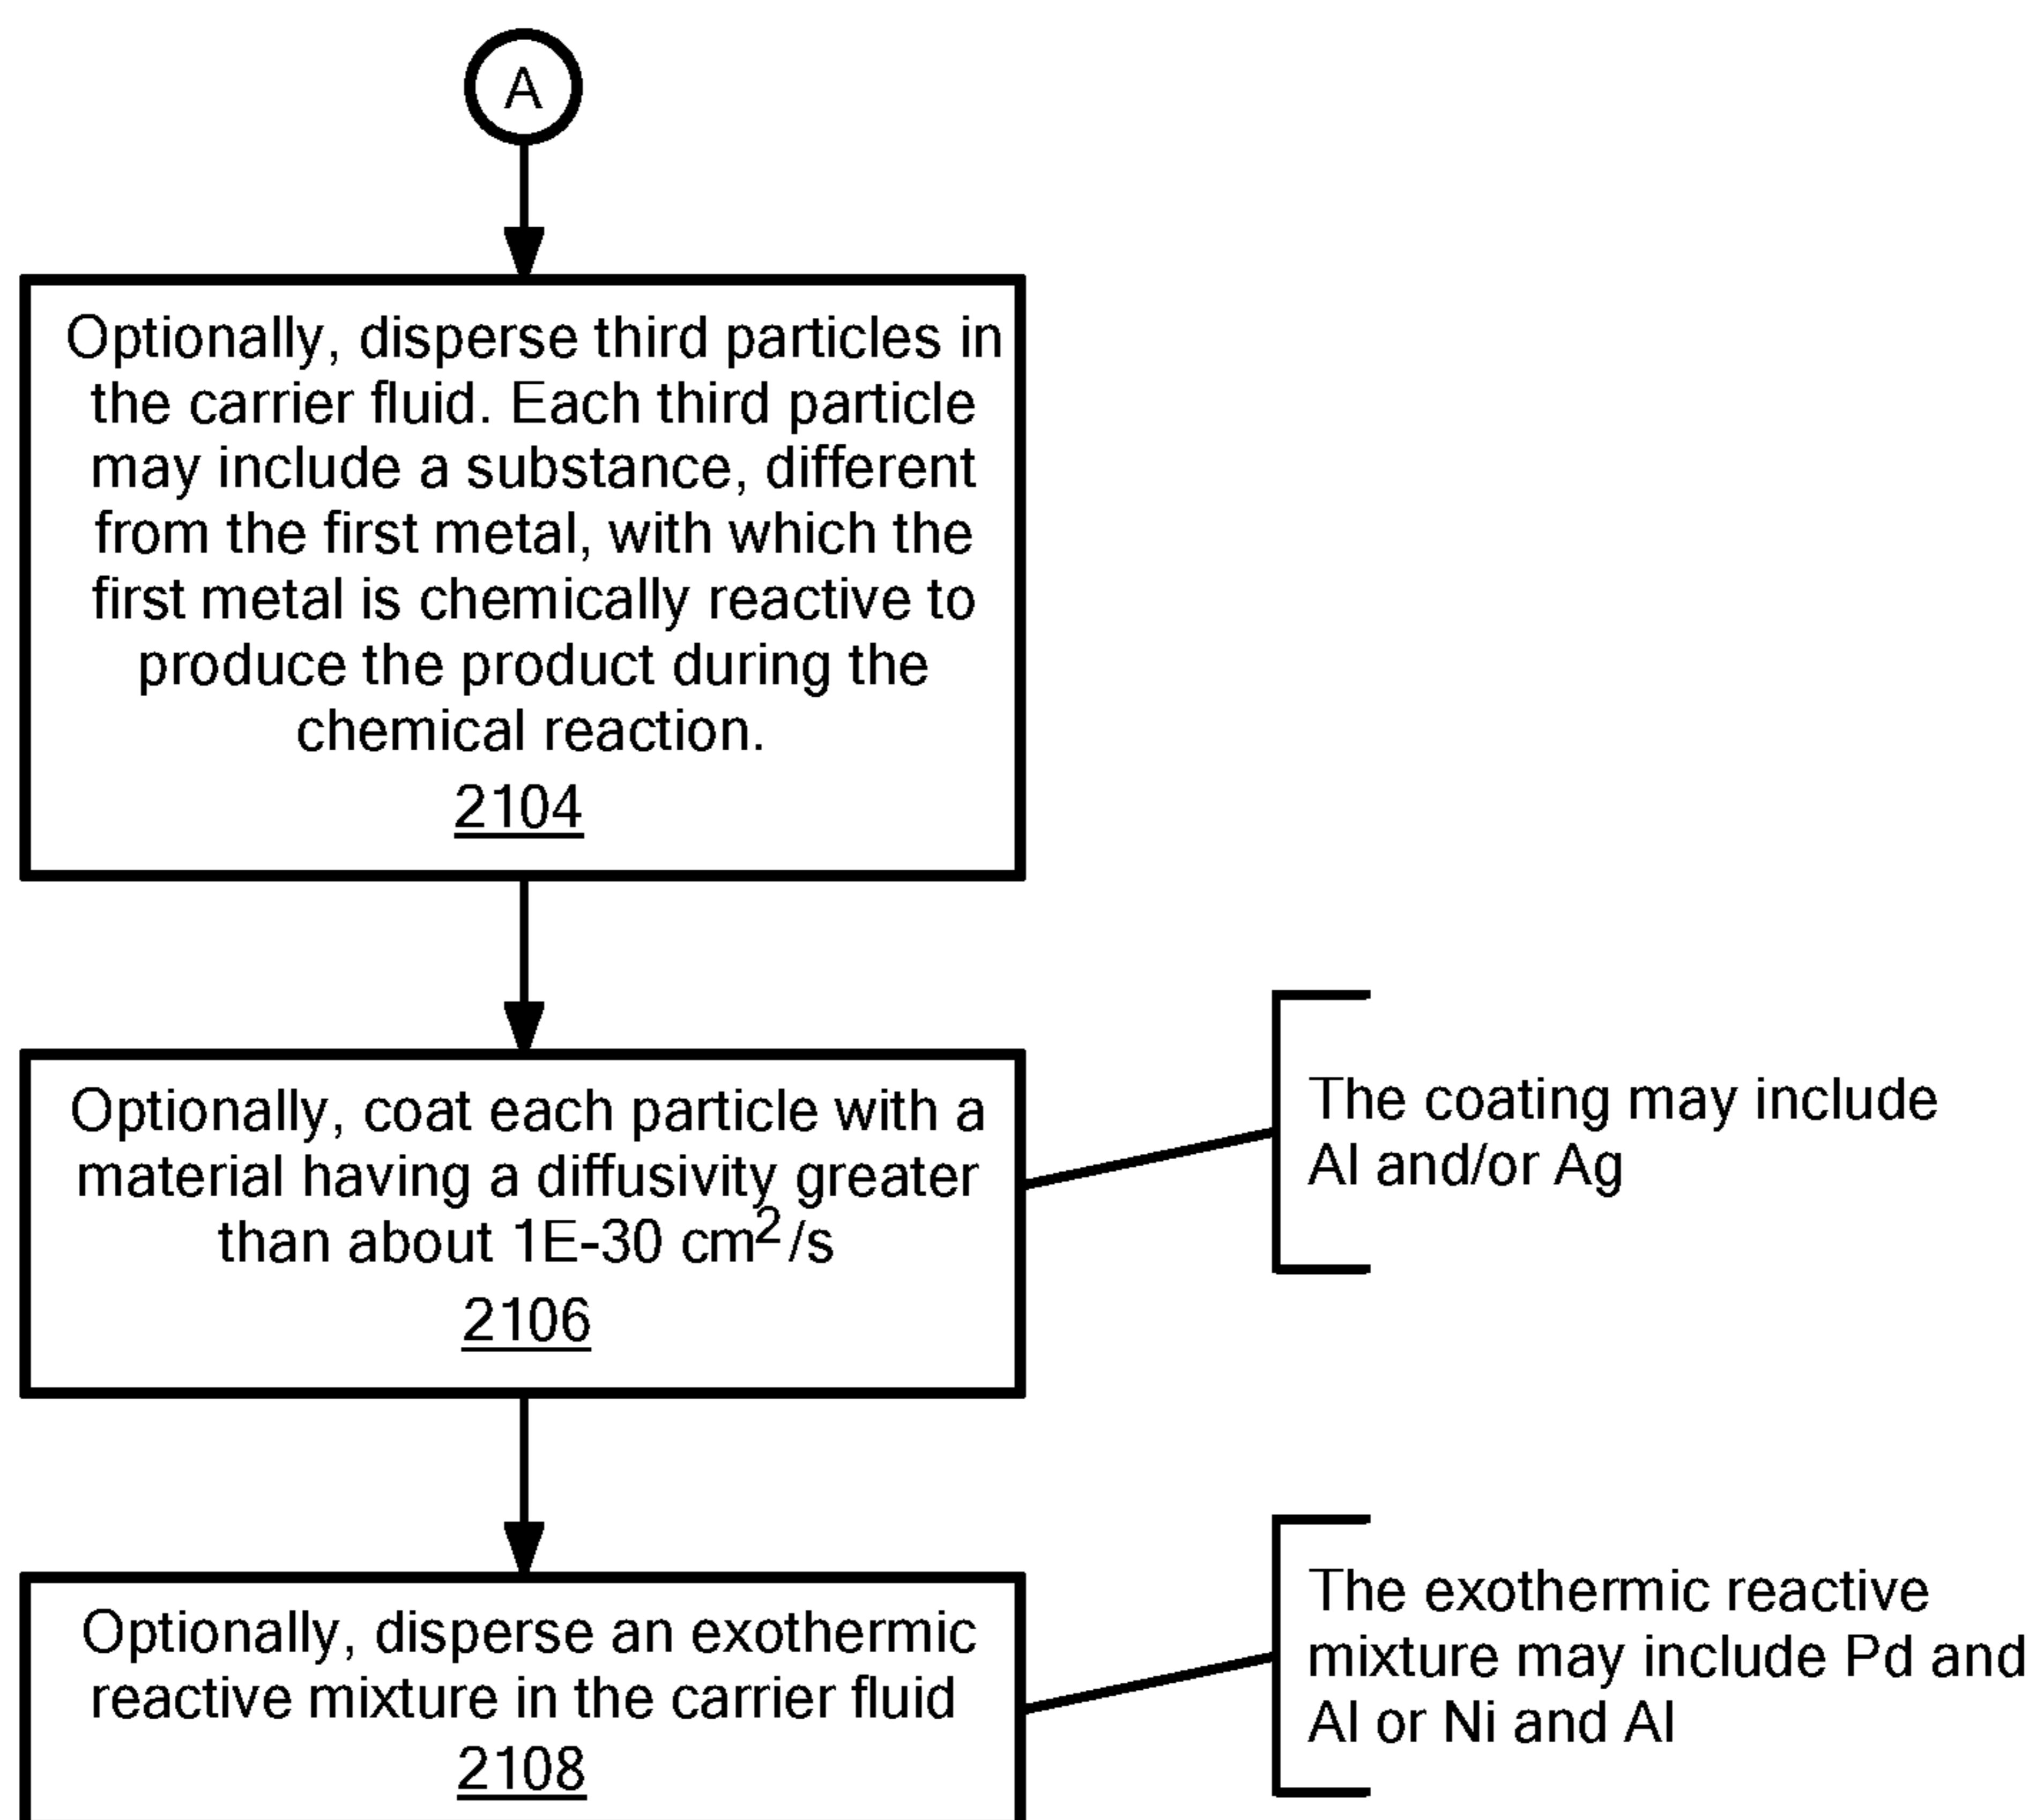 A
Optionally, disperse third particles in
the carrier fluid. Each third particle
may include a substance, different
from the first metal, with which the
first metal is chemically reactive to
produce the product during the
chemical reaction.
2104
Optionally, coat each particle with a
material having a diffusivity greater
than about 1E-30 cm²/s
2106
The coating may include
Al and/or Ag
Optionally, disperse an exothermic
reactive mixture in the carrier fluid
2108
The exothermic reactive
mixture may include Pd and
Al or Ni and Al